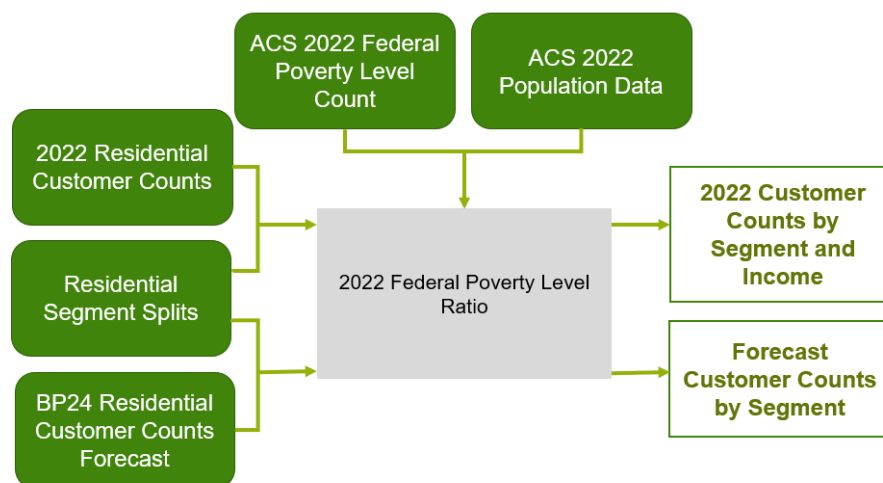 ACS 2022 Federal
Poverty Level
Count
ACS 2022
Population Data
2022 Residential
Customer Counts
Residential
Segment Splits
BP24 Residential
Customer Counts
Forecast
2022 Federal Poverty Level
Ratio
2022 Customer
Counts by
Segment and
Income
Forecast
Customer Counts
by Segment